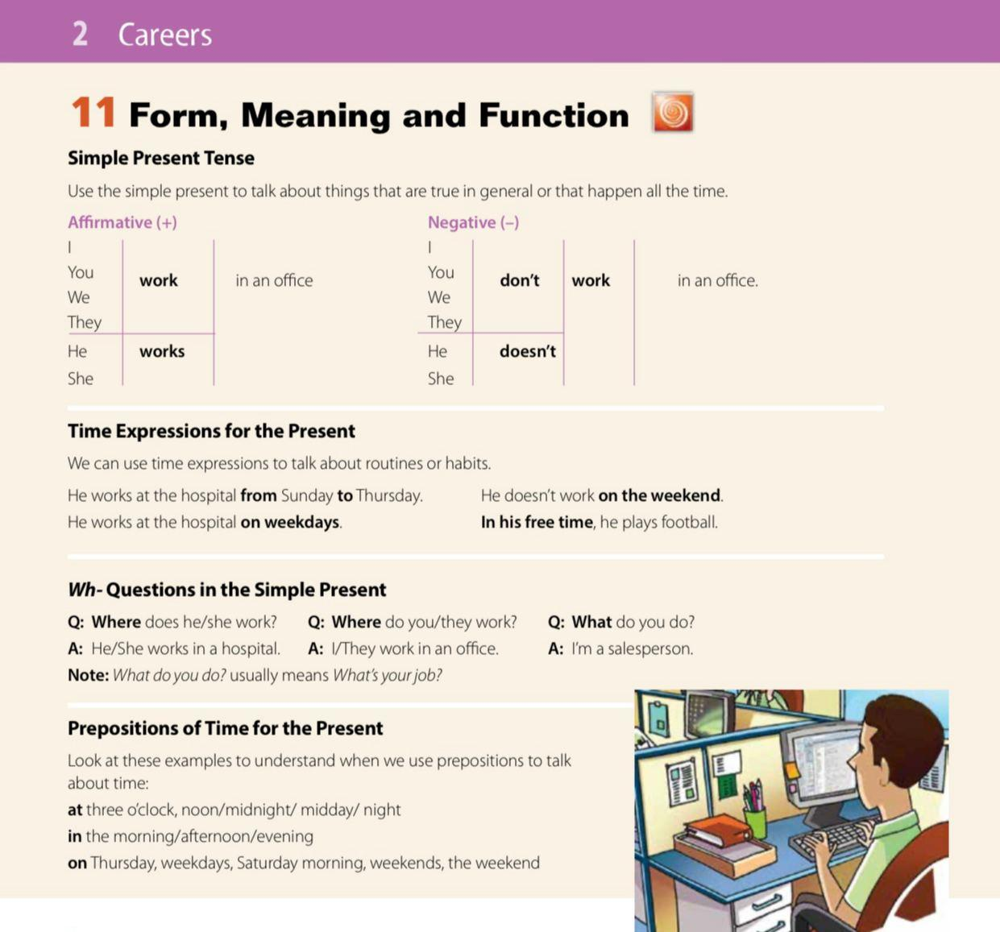 2 Careers
11 Form, Meaning and Function
Simple Present Tense
Use the simple present to talk about things that are true in general or that happen all the time.
Affirmative (+)
I
You
We
They
work
in an office
He
She
works
Negative (–)
I
You
We
They
don't
work
in an office.
He
She
doesn't
Time Expressions for the Present
We can use time expressions to talk about routines or habits.
He works at the hospital from Sunday to Thursday.
He doesn't work on the weekend.
He works at the hospital on weekdays.
In his free time, he plays football.
Wh- Questions in the Simple Present
Q: Where does he/she work?
Q: Where do you/they work?
Q: What do you do?
A: He/She works in a hospital.
A: I/They work in an office.
A: I'm a salesperson.
Note: What do you do? usually means What's your job?
Prepositions of Time for the Present
Look at these examples to understand when we use prepositions to talk
about time:
at three o'clock, noon/midnight/ midday/ night
in the morning/afternoon/evening
on Thursday, weekdays, Saturday morning, weekends, the weekend